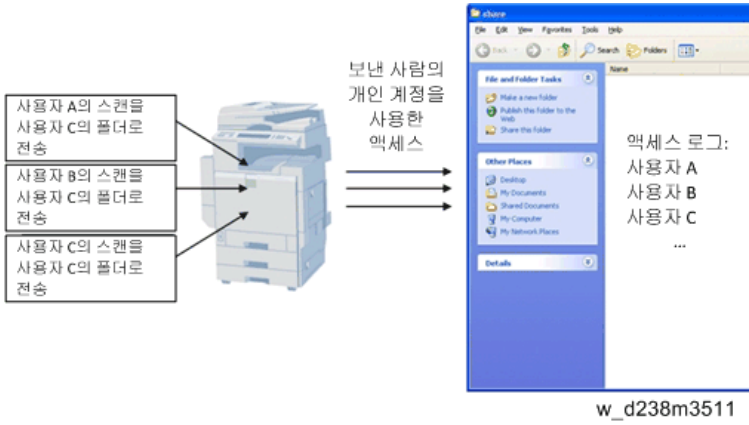 share
File Edit View Favorites Tools Help
Back Search Folders
Name
사용자 A의 스캔을
사용자 C의 폴더로
전송
사용자 B의 스캔을
사용자 C의 폴더로
전송
사용자 C의 스캔을
사용자 C의 폴더로
전송
보낸 사람의
개인 계정을
사용한
액세스
File and Folder Tasks
Make a new folder
Publish this folder to the
Web
Share this folder
Other Places
Desktop
My Documents
Shared Documents
My Computer
My Network Places
Details
액세스 로그:
사용자 A
사용자 B
사용자 C
...
w_d238m3511